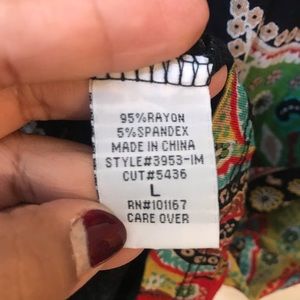 95%RAYON
5%SPANDEX
MADE IN CHINA
STYLE#3953-IM
CUT#5436
L
RN#101167
CARE OVER